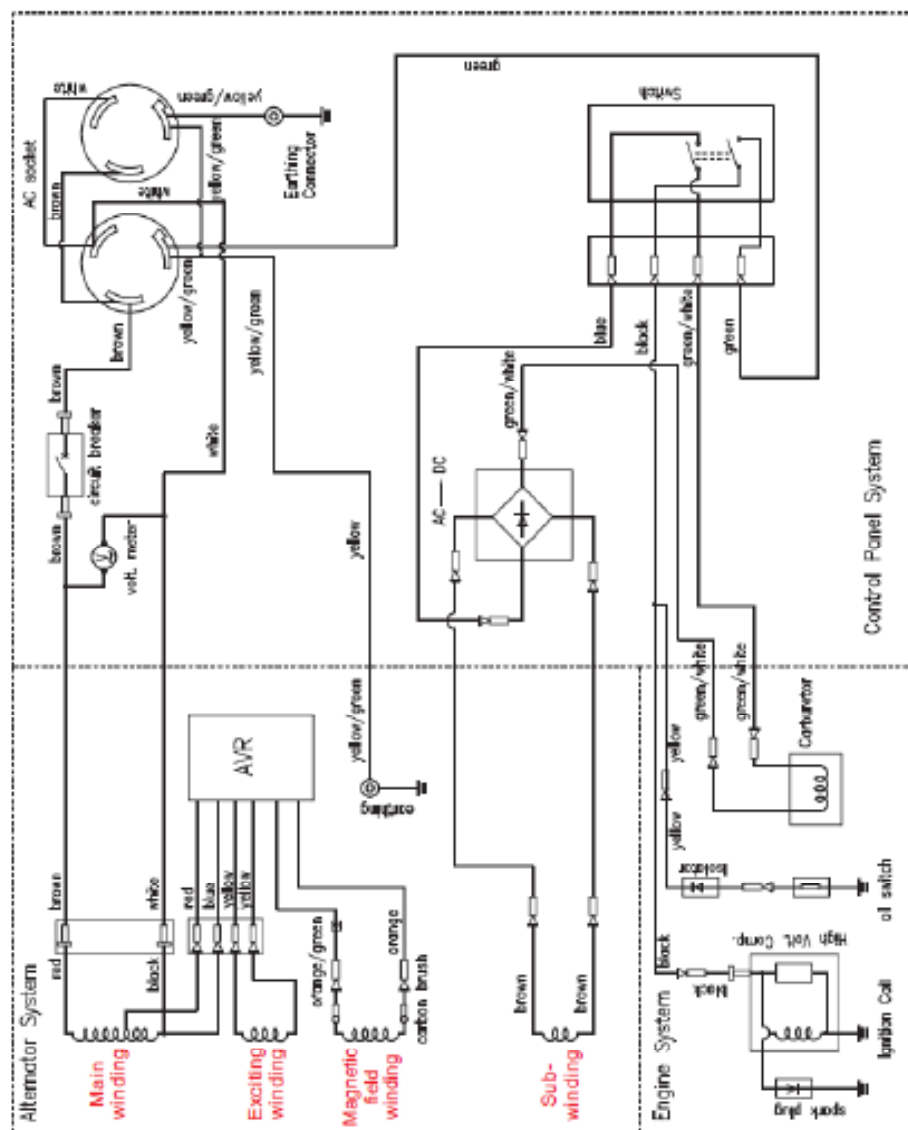 Alternator System
Main
winding
red
black
brown
white
Exciting
winding
red
blue
yellow
yellow
AVR
Magnetic
field
winding
orange/green
orange
carbon brush
earthing
yellow/green
yellow
Sub-
winding
brown
brown
Engine System
spark plug
Ignition Coil
High Volt. Comp.
black
black
oil switch
Isolator
yellow
yellow
Carburetor
green/white
green/white
Control Panel System
brown
volt. meter
V
circuit breaker
brown
brown
white
yellow/green
yellow/green
AC socket
brown
white
white
yellow/green
yellow/green
Earthing
Connector
AC — DC
green/white
blue
black
green/white
green
Switch
green